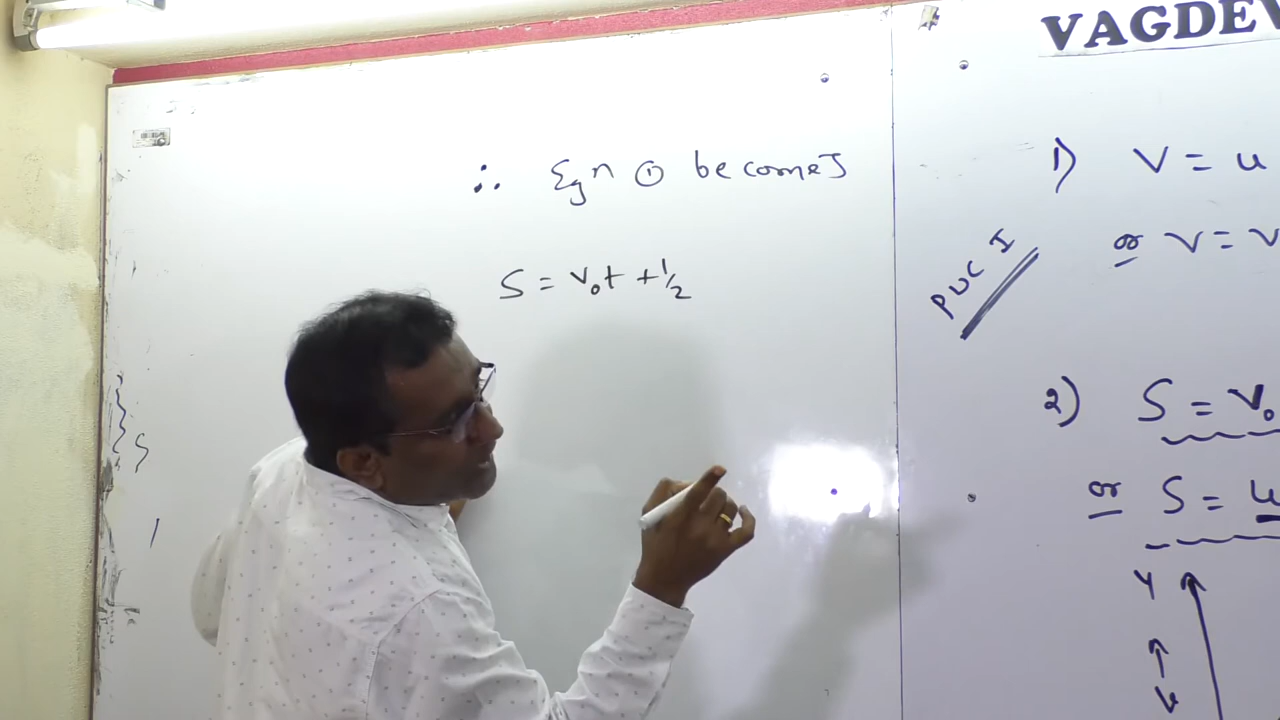 ∴ Eqn ① becomes
S = v₀t + 1/2
VAGDEV
1) V = u
or V = V
PUC I
2) S = V₀
or S = u
Y
S